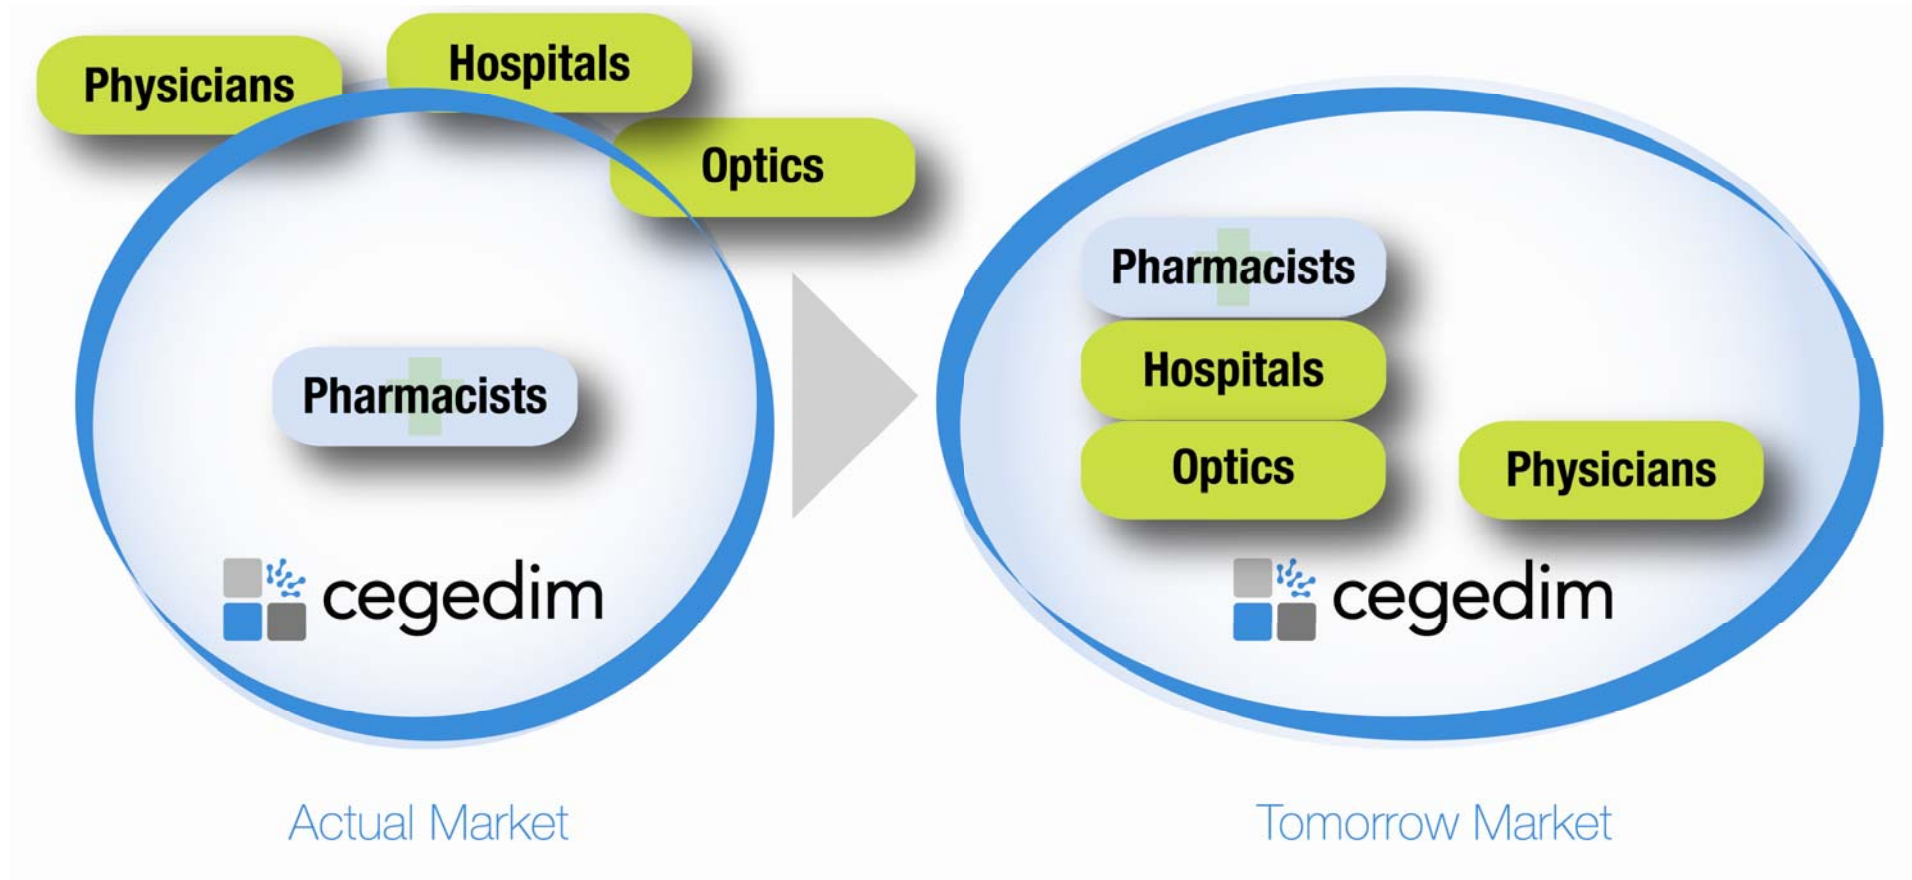 Physicians
Hospitals
Optics
Pharmacists
cegedim
Actual Market
Pharmacists
Hospitals
Optics
Physicians
cegedim
Tomorrow Market